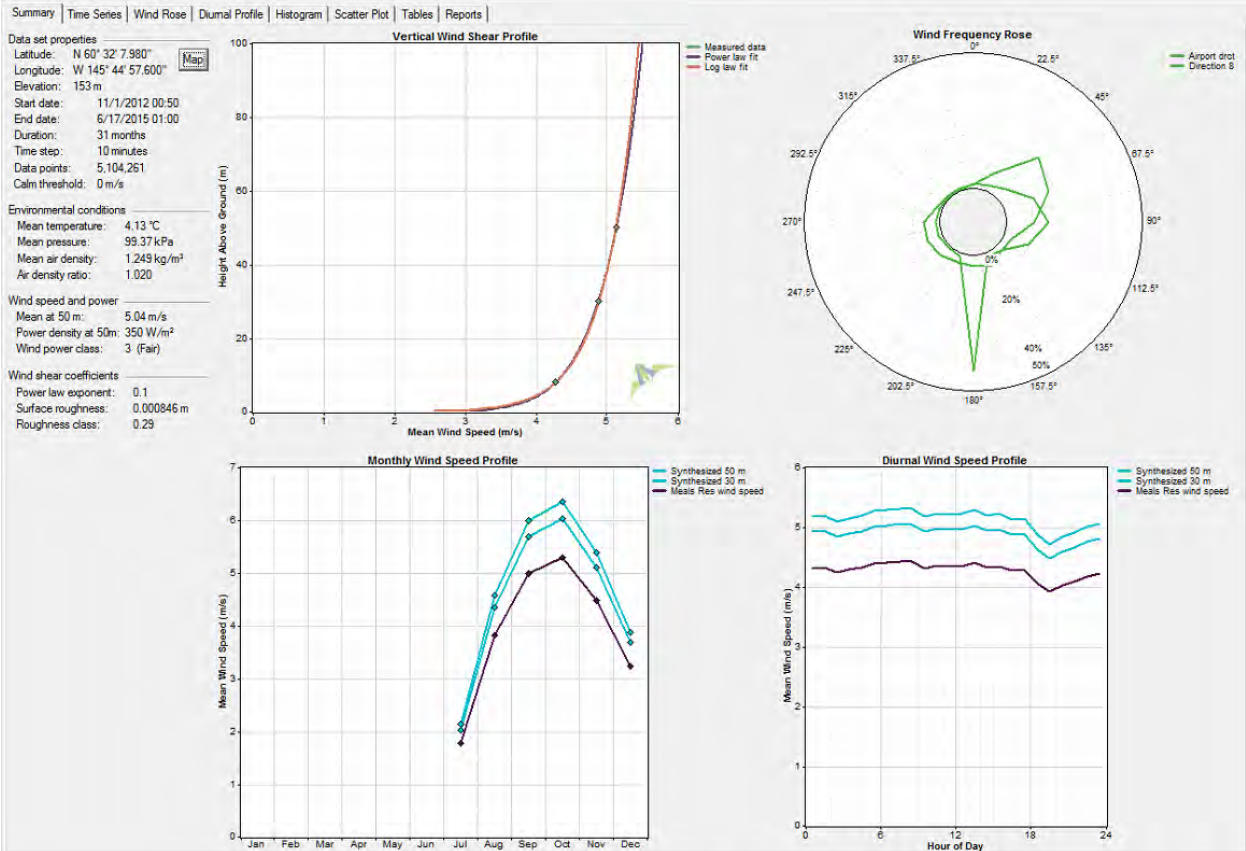 Summary Time Series Wind Rose Diurnal Profile Histogram Scatter Plot Tables Reports
Data set properties
Latitude: N 60° 32' 7.980"
Longitude: W 145° 44' 57.600"
Map
Elevation: 153 m
Start date: 11/1/2012 00:50
End date: 6/17/2015 01:00
Duration: 31 months
Time step: 10 minutes
Data points: 5,104,261
Calm threshold: 0 m/s
Environmental conditions
Mean temperature: 4.13 °C
Mean pressure: 99.37 kPa
Mean air density: 1.249 kg/m³
Air density ratio: 1.020
Wind speed and power
Mean at 50 m: 5.04 m/s
Power density at 50m: 350 W/m²
Wind power class: 3 (Fair)
Wind shear coefficients
Power law exponent: 0.1
Surface roughness: 0.000846 m
Roughness class: 0.29
Vertical Wind Shear Profile
Measured data
Power law fit
Log law fit
Height Above Ground (m)
100
80
60
40
20
0
0 1 2 3 4 5 6
Mean Wind Speed (m/s)
Wind Frequency Rose
Airport drct
Direction 8
0°
22.5°
45°
67.5°
90°
112.5°
135°
157.5°
180°
202.5°
225°
247.5°
270°
292.5°
315°
337.5°
0%
20%
40%
50%
Monthly Wind Speed Profile
Synthesized 50 m
Synthesized 30 m
Meals Res wind speed
Mean Wind Speed (m/s)
7
6
5
4
3
2
1
0
Jan Feb Mar Apr May Jun Jul Aug Sep Oct Nov Dec
Diurnal Wind Speed Profile
Synthesized 50 m
Synthesized 30 m
Meals Res wind speed
Mean Wind Speed (m/s)
6
5
4
3
2
1
0
0 6 12 18 24
Hour of Day